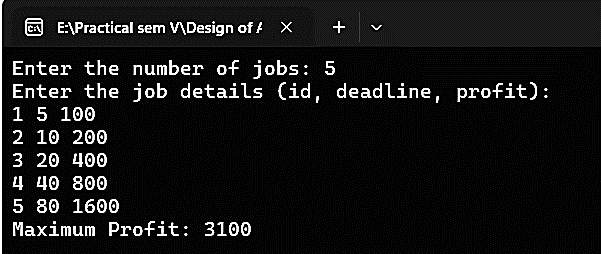 E:\Practical sem V\Design of A
Enter the number of jobs: 5
Enter the job details (id, deadline, profit):
1 5 100
2 10 200
3 20 400
4 40 800
5 80 1600
Maximum Profit: 3100